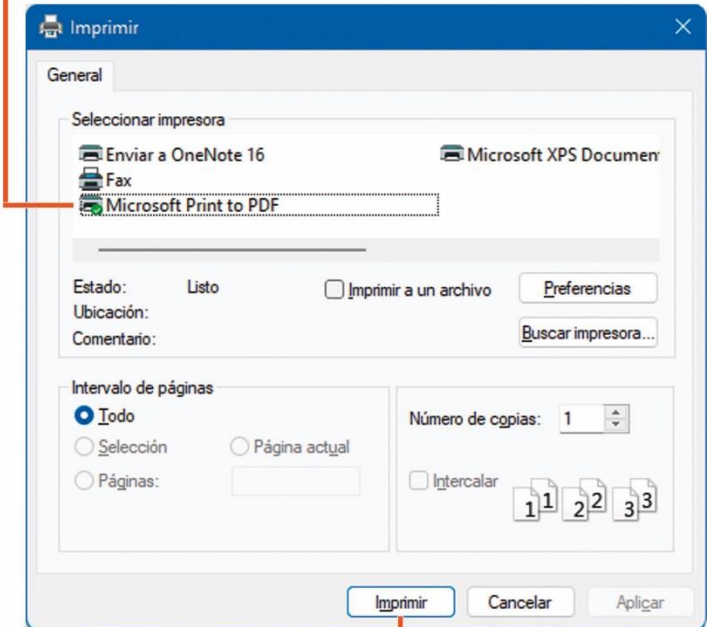 Imprimir
General
Seleccionar impresora
Enviar a OneNote 16
Microsoft XPS Documen
Fax
Microsoft Print to PDF
Estado: Listo
Imprimir a un archivo
Preferencias
Ubicación:
Comentario:
Buscar impresora...
Intervalo de páginas
Todo
Selección
Página actual
Páginas:
Número de copias: 1
Intercalar
1 1 2 2 3 3
Imprimir
Cancelar
Aplicar